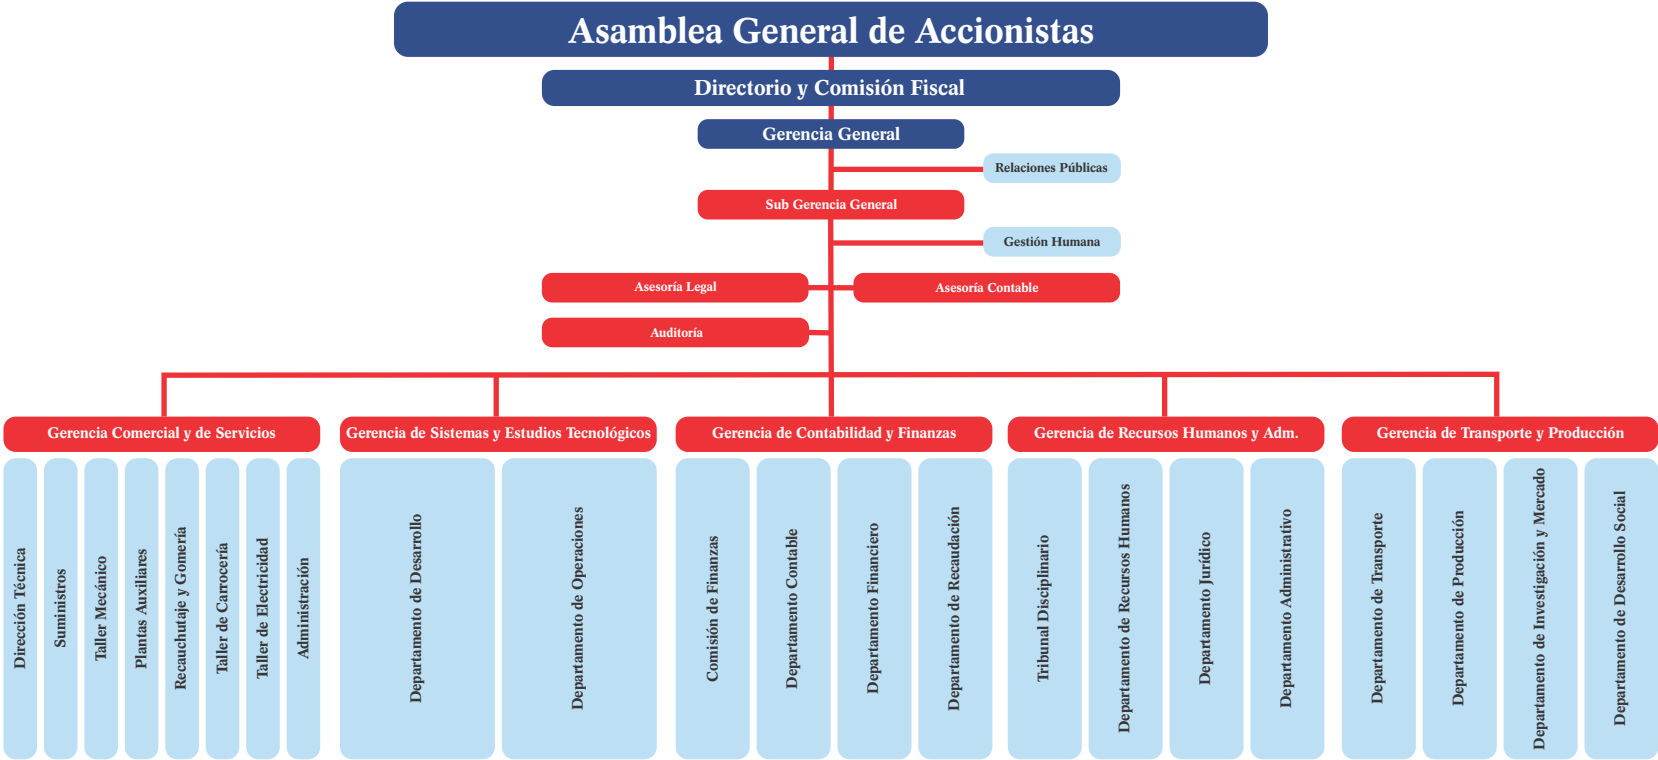 Asamblea General de Accionistas
Directorio y Comisión Fiscal
Gerencia General
Relaciones Públicas
Sub Gerencia General
Gestión Humana
Asesoría Legal
Asesoría Contable
Auditoría
Gerencia Comercial y de Servicios
Gerencia de Sistemas y Estudios Tecnológicos
Gerencia de Contabilidad y Finanzas
Gerencia de Recursos Humanos y Adm.
Gerencia de Transporte y Producción
Dirección Técnica
Suministros
Taller Mecánico
Plantas Auxiliares
Recauchutaje y Gomería
Taller de Carrocería
Taller de Electricidad
Administración
Departamento de Desarrollo
Departamento de Operaciones
Comisión de Finanzas
Departamento Contable
Departamento Financiero
Departamento de Recaudación
Tribunal Disciplinario
Departamento de Recursos Humanos
Departamento Jurídico
Departamento Administrativo
Departamento de Transporte
Departamento de Producción
Departamento de Investigación y Mercado
Departamento de Desarrollo Social